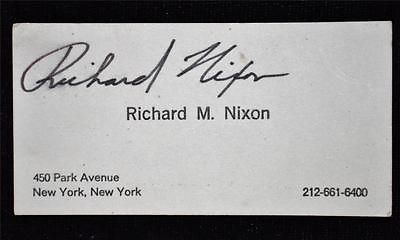 Richard Nixon
Richard M. Nixon
450 Park Avenue
New York, New York
212-661-6400